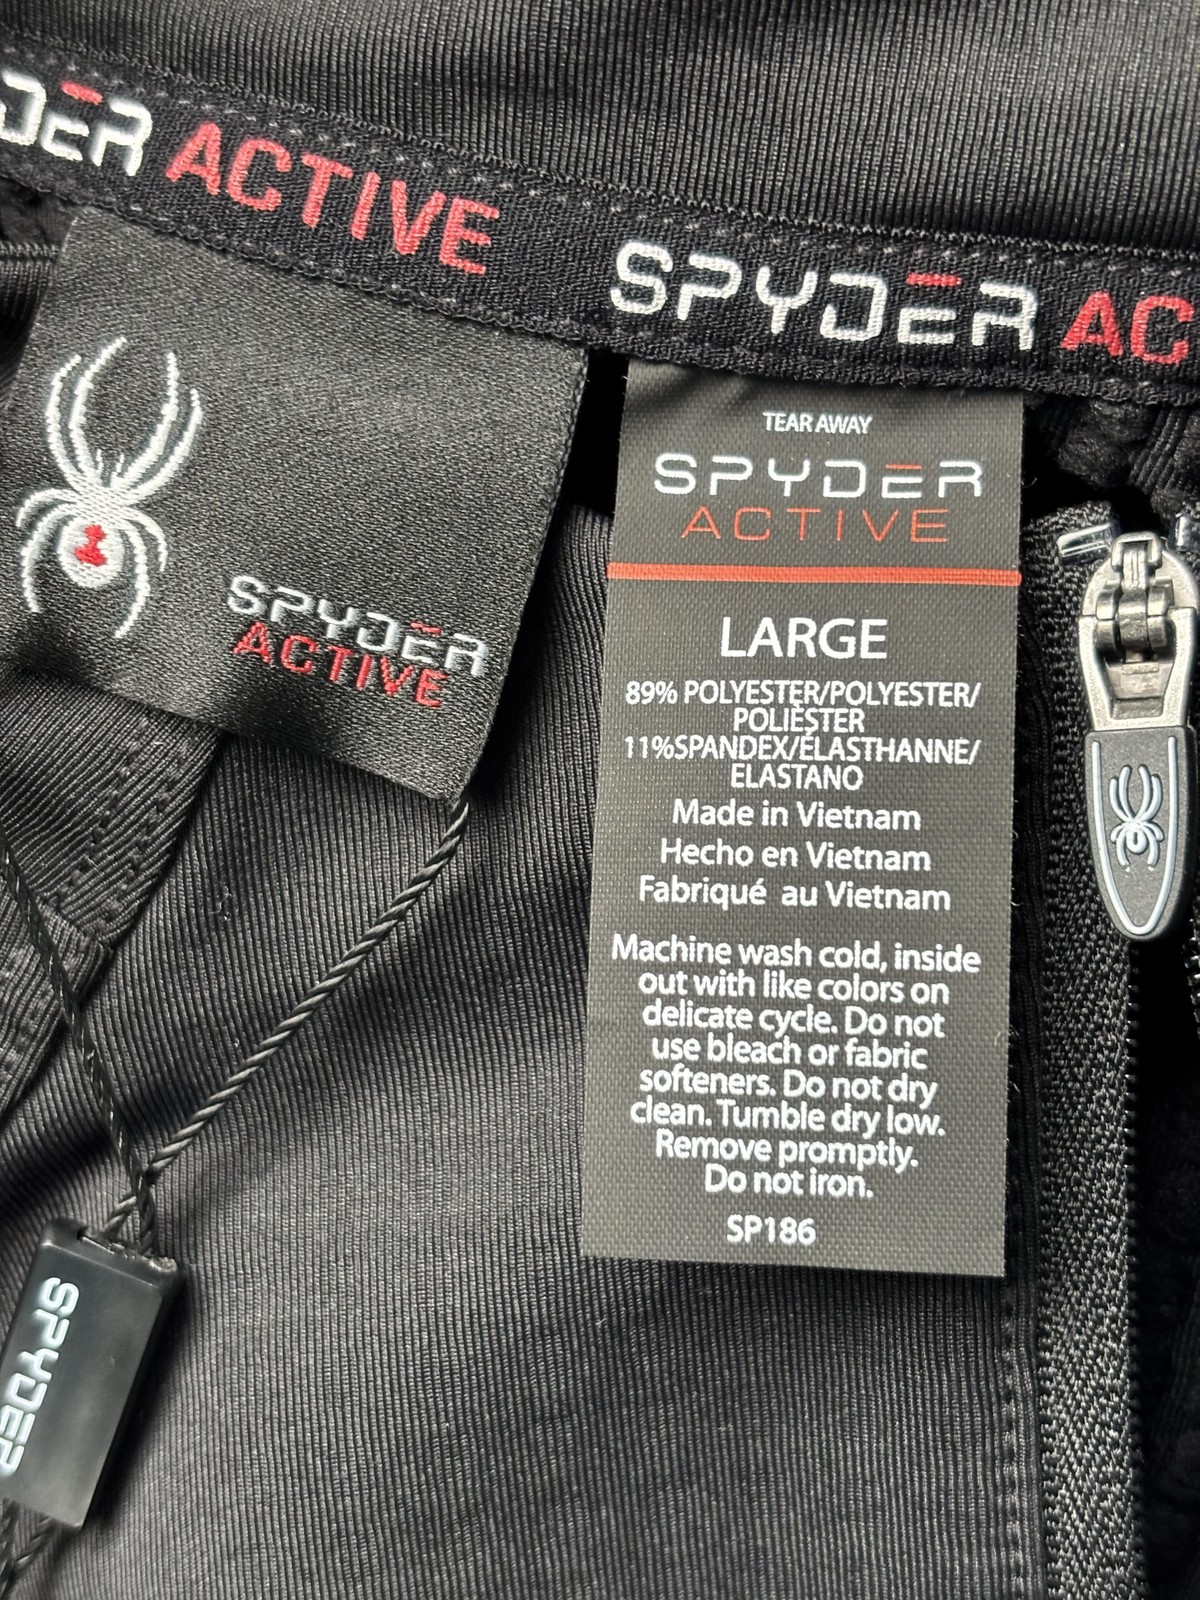 DER ACTIVE SPYDER AC
SPYDER
ACTIVE
TEAR AWAY
SPYDER
ACTIVE
LARGE
89% POLYESTER/POLYESTER/
POLIÉSTER
11%SPANDEX/ÉLASTHANNE/
ELASTANO
Made in Vietnam
Hecho en Vietnam
Fabriqué au Vietnam
Machine wash cold, inside
out with like colors on
delicate cycle. Do not
use bleach or fabric
softeners. Do not dry
clean. Tumble dry low.
Remove promptly.
Do not iron.
SP186
SPYDER